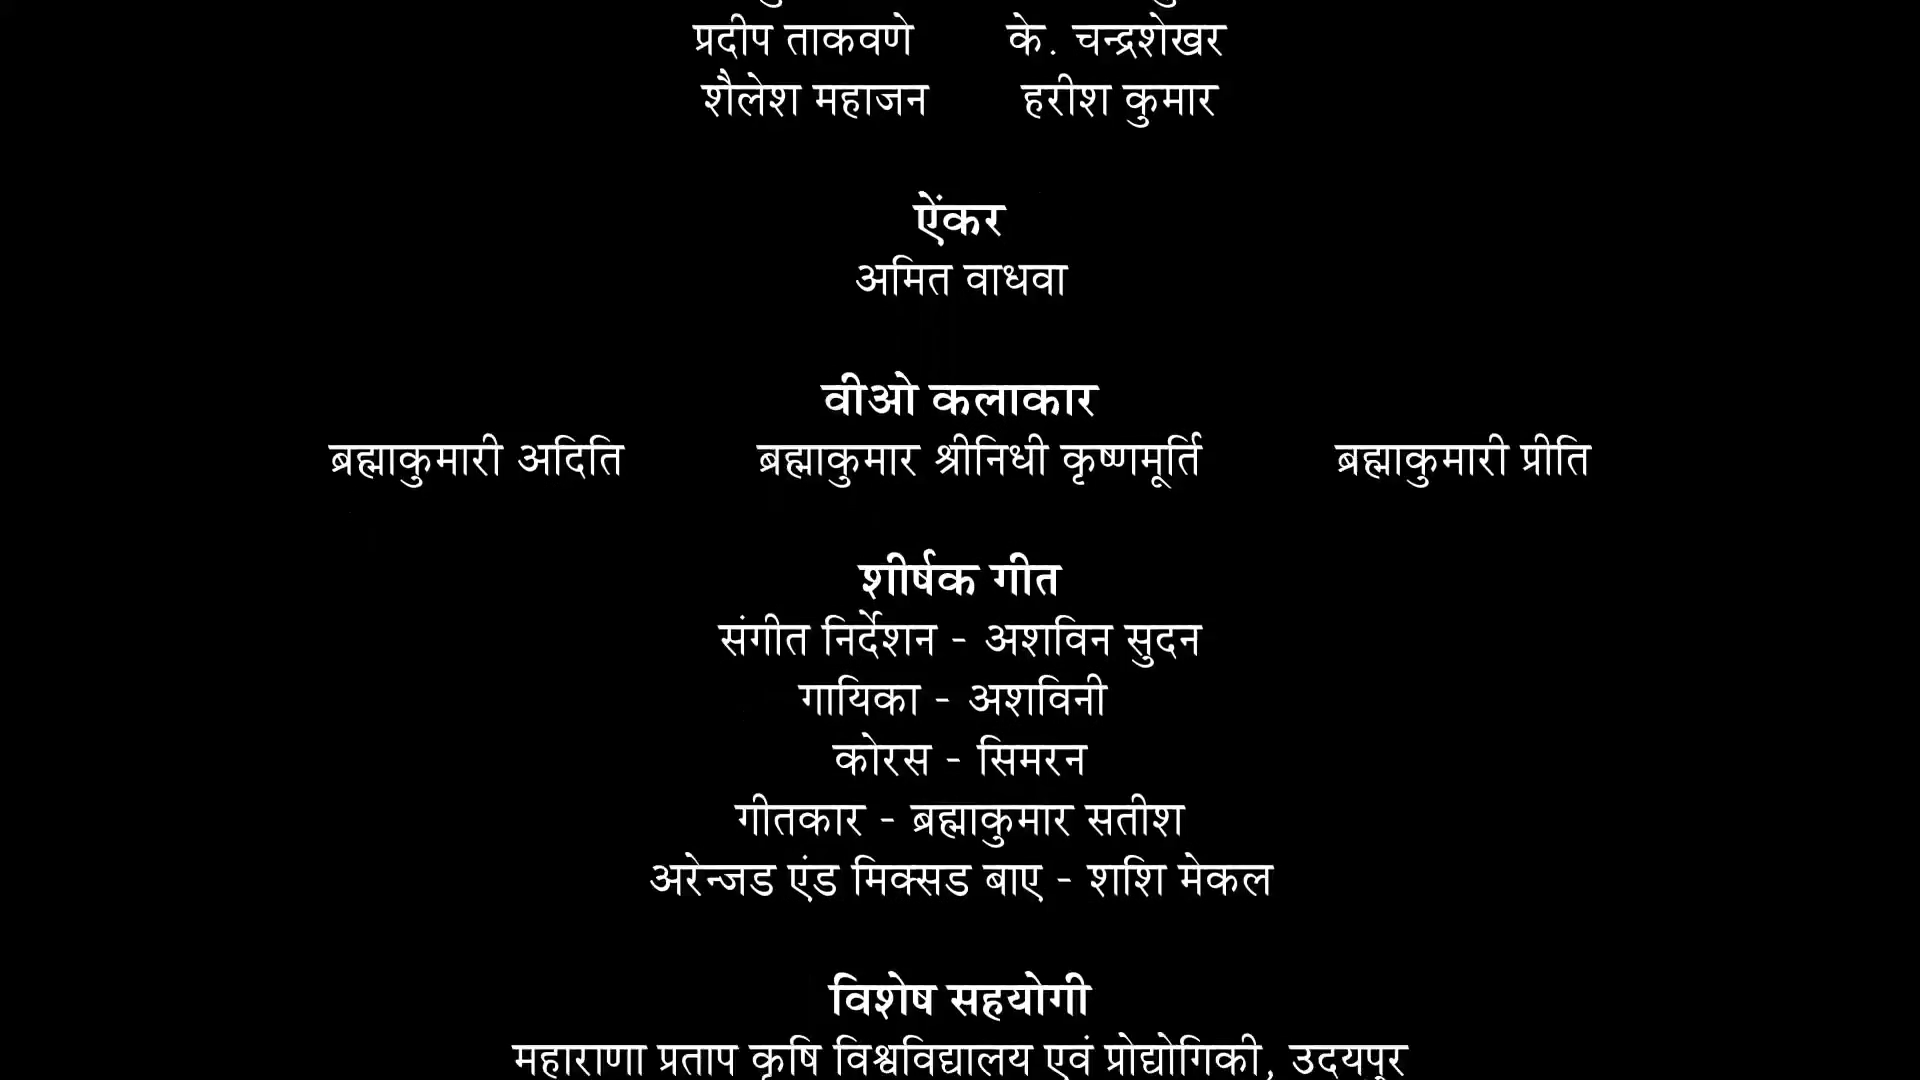 प्रदीप ताकवणे के. चन्द्रशेखर
शैलेश महाजन हरीश कुमार
ऐंकर
अमित वाधवा
वीओ कलाकार
ब्रह्माकुमारी अदिति ब्रह्माकुमार श्रीनिधी कृष्णमूर्ति ब्रह्माकुमारी प्रीति
शीर्षक गीत
संगीत निर्देशन - अशविन सुदन
गायिका - अशविनी
कोरस - सिमरन
गीतकार - ब्रह्माकुमार सतीश
अरेन्जड एंड मिक्सड बाए - शशि मेकल
विशेष सहयोगी
महाराणा प्रताप कृषि विश्वविद्यालय एवं प्रोद्योगिकी, उदयपुर